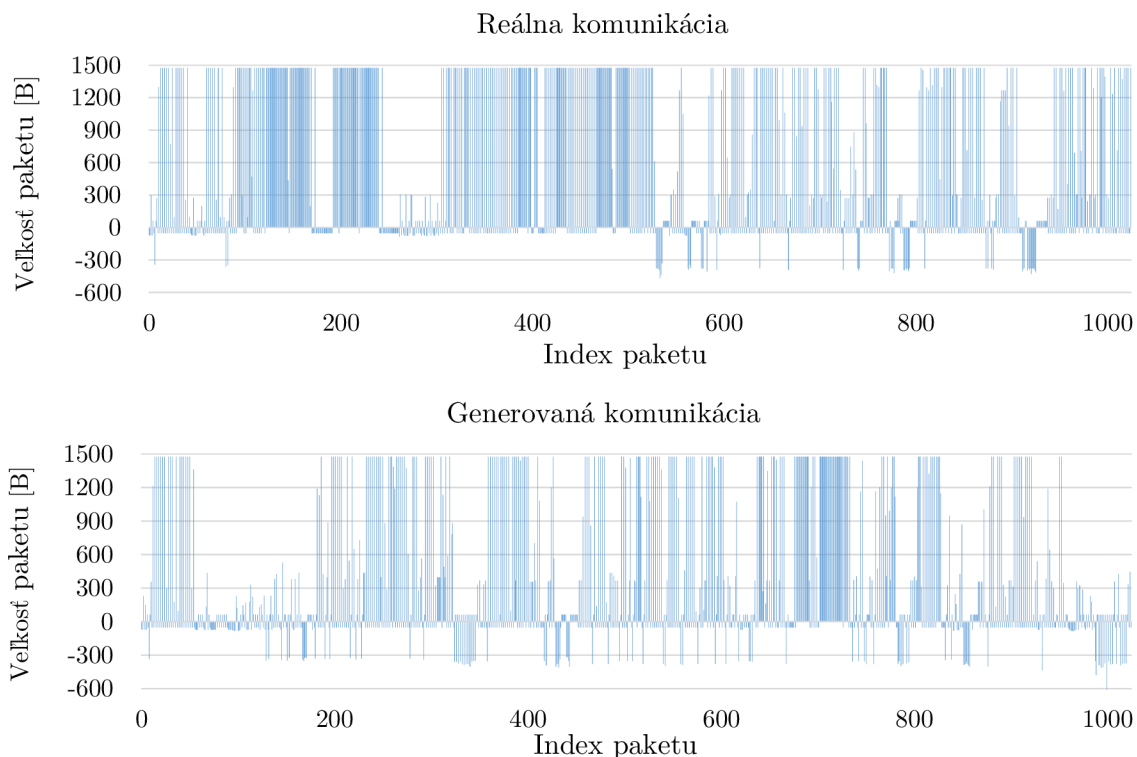 Reálna komunikácia
Veľkosť paketu [B]
1500
1200
900
600
300
0
-300
-600
0 200 400 600 800 1000
Index paketu
Generovaná komunikácia
Veľkosť paketu [B]
1500
1200
900
600
300
0
-300
-600
0 200 400 600 800 1000
Index paketu